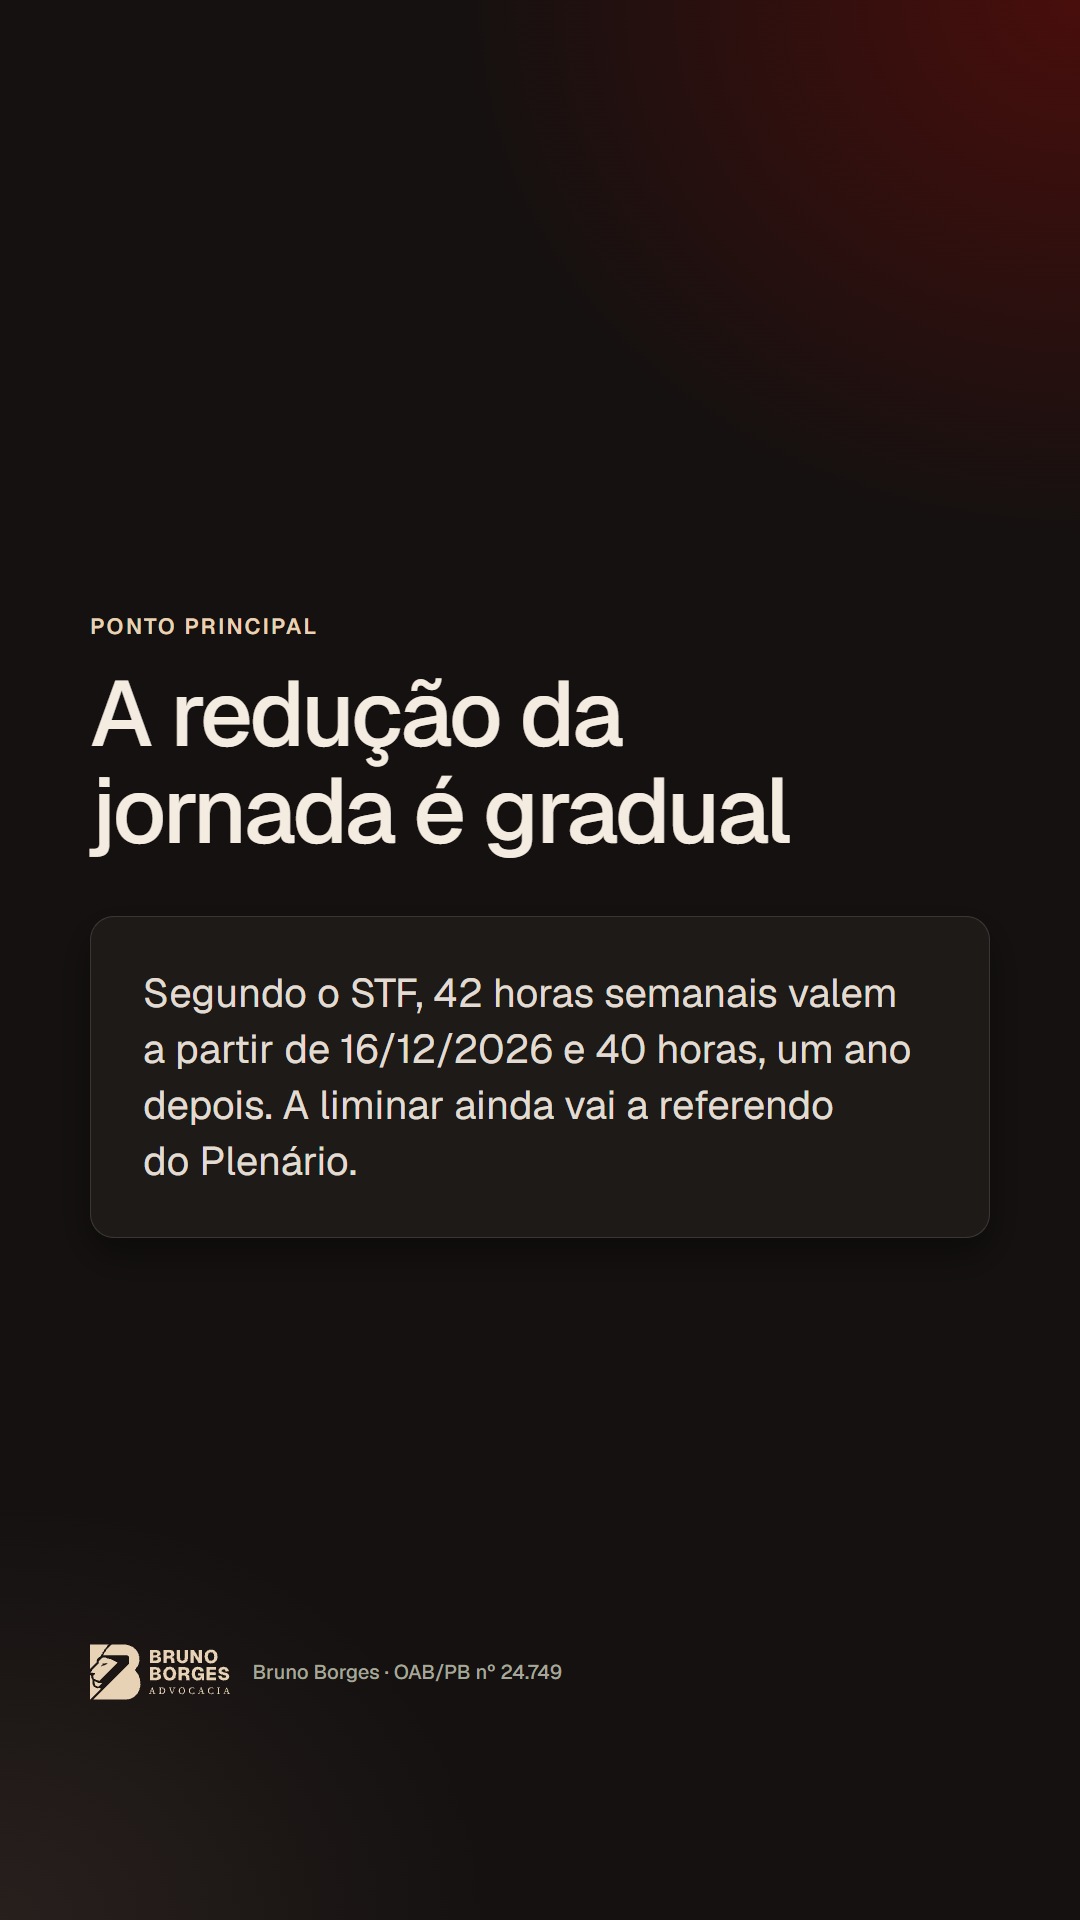 PONTO PRINCIPAL
A redução da
jornada é gradual
Segundo o STF, 42 horas semanais valem
a partir de 16/12/2026 e 40 horas, um ano
depois. A liminar ainda vai a referendo
do Plenário.
BRUNO
BORGES
ADVOCACIA
Bruno Borges · OAB/PB nº 24.749